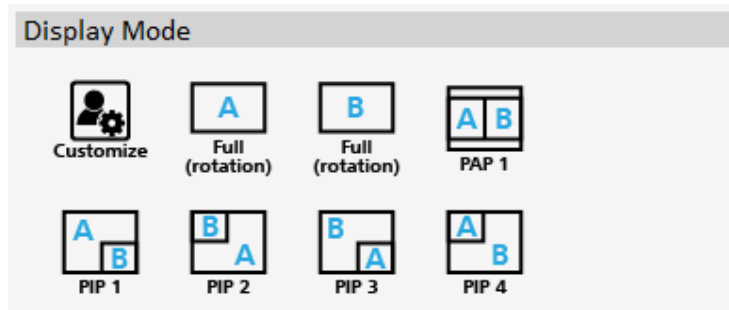 Display Mode
A B A B
Customize Full Full PAP 1
(rotation) (rotation)
A B B A
B A A B
PIP 1 PIP 2 PIP 3 PIP 4